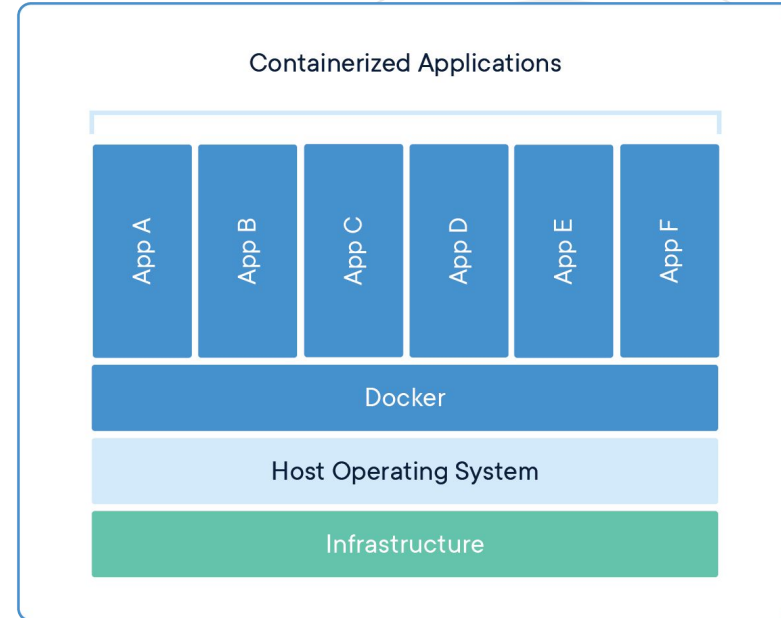 Containerized Applications
App A
App B
App C
App D
App E
App F
Docker
Host Operating System
Infrastructure